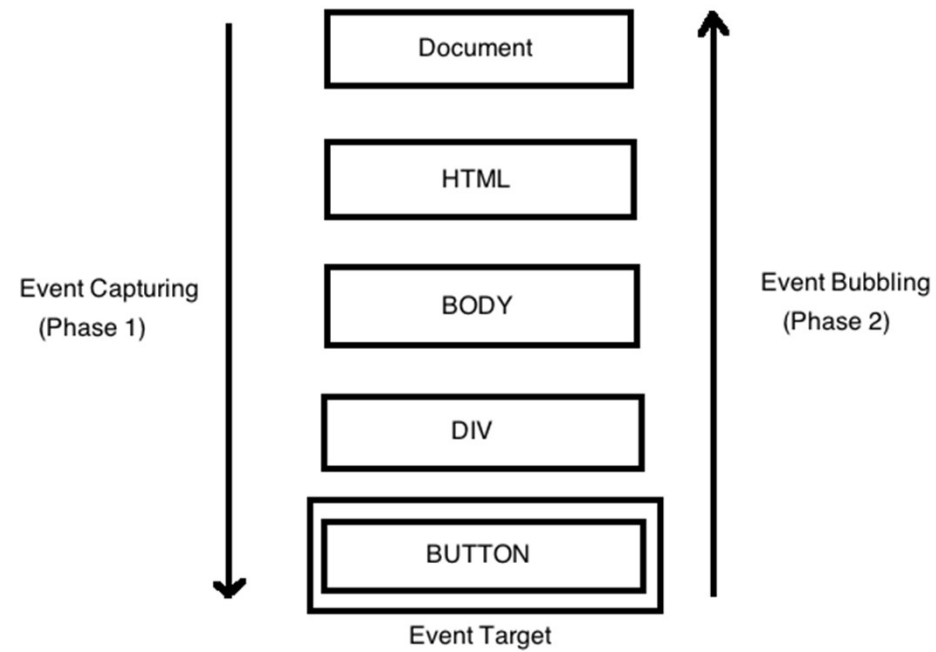 Document
HTML
Event Capturing
(Phase 1)
BODY
Event Bubbling
(Phase 2)
DIV
BUTTON
Event Target